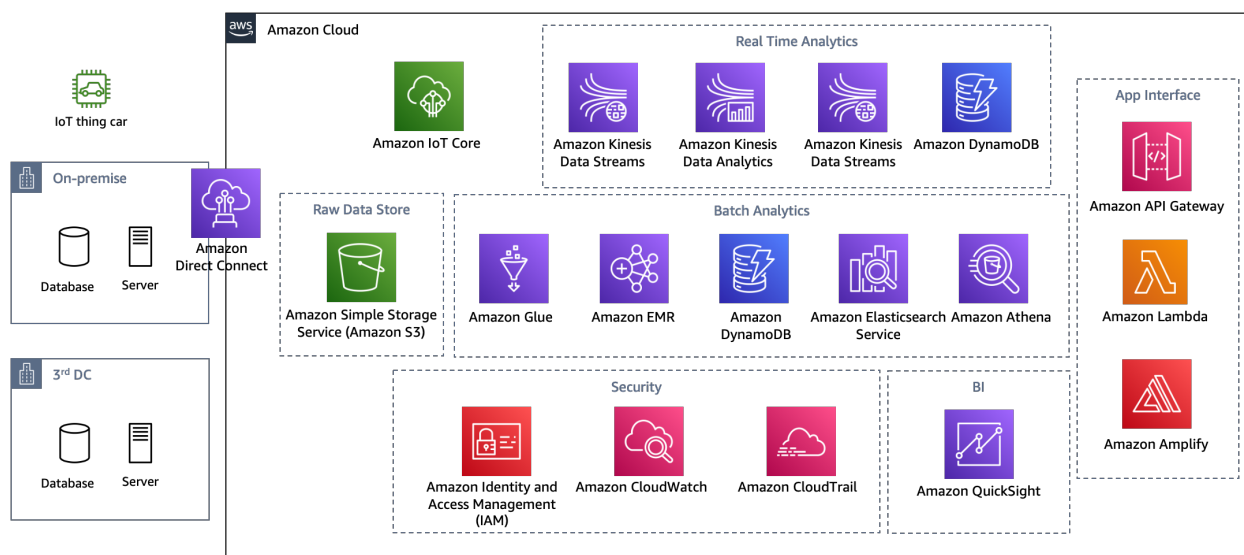 aws
Amazon Cloud
IoT thing car
Amazon IoT Core
Real Time Analytics
Amazon Kinesis
Data Streams
Amazon Kinesis
Data Analytics
Amazon Kinesis
Data Streams
Amazon DynamoDB
App Interface
Amazon API Gateway
Amazon Lambda
Amazon Amplify
On-premise
Database
Server
Amazon
Direct Connect
Raw Data Store
Amazon Simple Storage
Service (Amazon S3)
Batch Analytics
Amazon Glue
Amazon EMR
Amazon
DynamoDB
Amazon Elasticsearch
Service
Amazon Athena
3rd DC
Database
Server
Security
Amazon Identity and
Access Management
(IAM)
Amazon CloudWatch
Amazon CloudTrail
BI
Amazon QuickSight